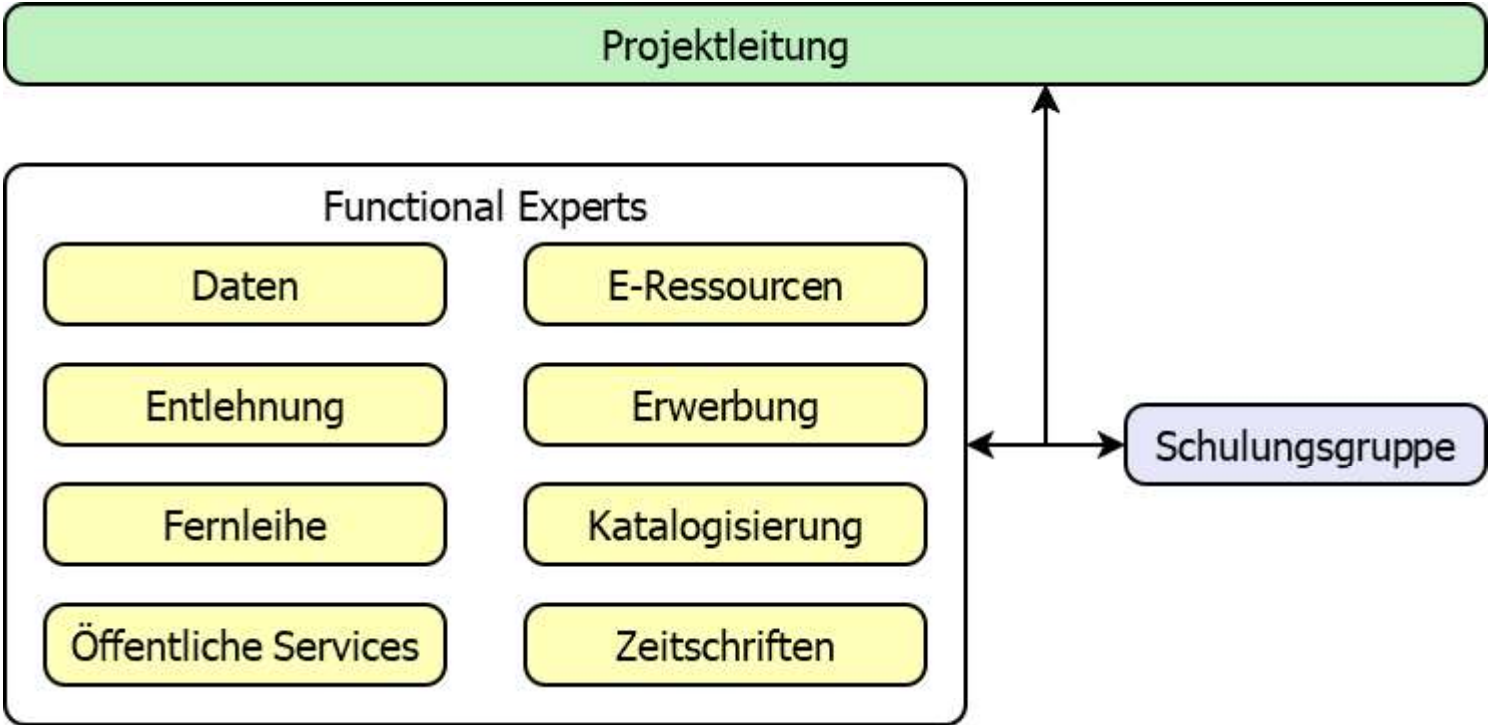 Projektleitung
Functional Experts
Daten
E-Ressourcen
Entlehnung
Erwerbung
Schulungsgruppe
Fernleihe
Katalogisierung
Öffentliche Services
Zeitschriften